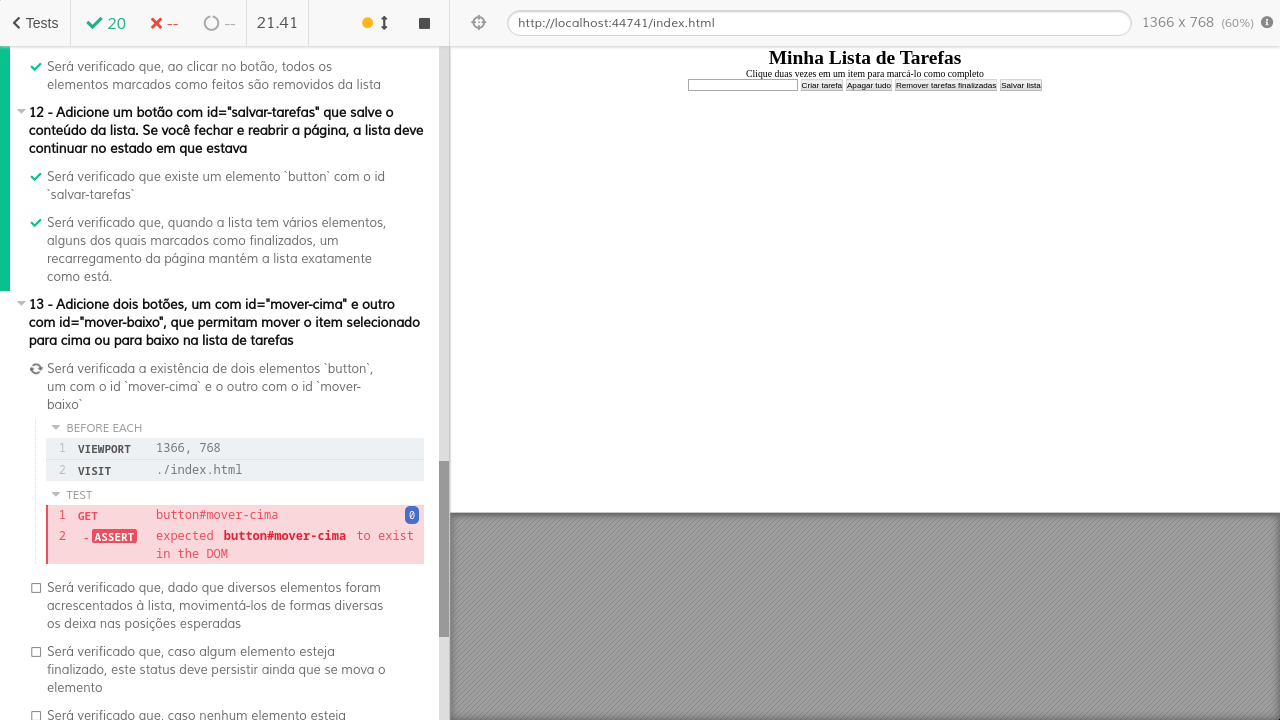 Tests
20
--
--
21.41
http://localhost:44741/index.html
1366 x 768 (60%)
Será verificado que, ao clicar no botão, todos os
elementos marcados como feitos são removidos da lista
12 - Adicione um botão com id="salvar-tarefas" que salve o
conteúdo da lista. Se você fechar e reabrir a página, a lista deve
continuar no estado em que estava
Será verificado que existe um elemento `button` com o id
`salvar-tarefas`
Será verificado que, quando a lista tem vários elementos,
alguns dos quais marcados como finalizados, um
recarregamento da página mantém a lista exatamente
como está.
13 - Adicione dois botões, um com id="mover-cima" e outro
com id="mover-baixo", que permitam mover o item selecionado
para cima ou para baixo na lista de tarefas
Será verificada a existência de dois elementos `button`,
um com o id `mover-cima` e o outro com o id `mover-
baixo`
BEFORE EACH
1 VIEWPORT 1366, 768
2 VISIT ./index.html
TEST
1 GET button#mover-cima 0
2 - ASSERT expected button#mover-cima to exist
in the DOM
Será verificado que, dado que diversos elementos foram
acrescentados à lista, movimentá-los de formas diversas
os deixa nas posições esperadas
Será verificado que, caso algum elemento esteja
finalizado, este status deve persistir ainda que se mova o
elemento
Será verificado que, caso nenhum elemento esteja
Minha Lista de Tarefas
Clique duas vezes em um item para marcá-lo como completo
Criar tarefa Apagar tudo Remover tarefas finalizadas Salvar lista